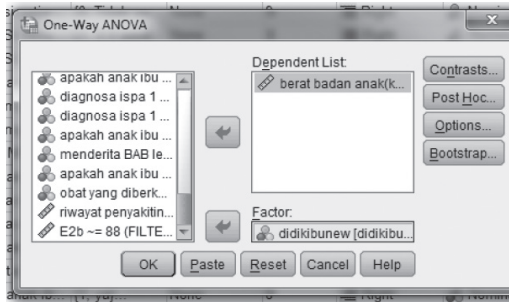 One-Way ANOVA
apakah anak ibu ...
diagnosa ispa 1 ...
diagnosa ispa 1 ...
apakah anak ibu ...
menderita BAB le...
apakah anak ibu ...
obat yang diberk...
riwayat penyakitin...
E2b ~= 88 (FILTE...
Dependent List:
berat badan anak(k...
Factor:
didikibunew [didikibu...
Contrasts...
Post Hoc...
Options...
Bootstrap...
OK Paste Reset Cancel Help